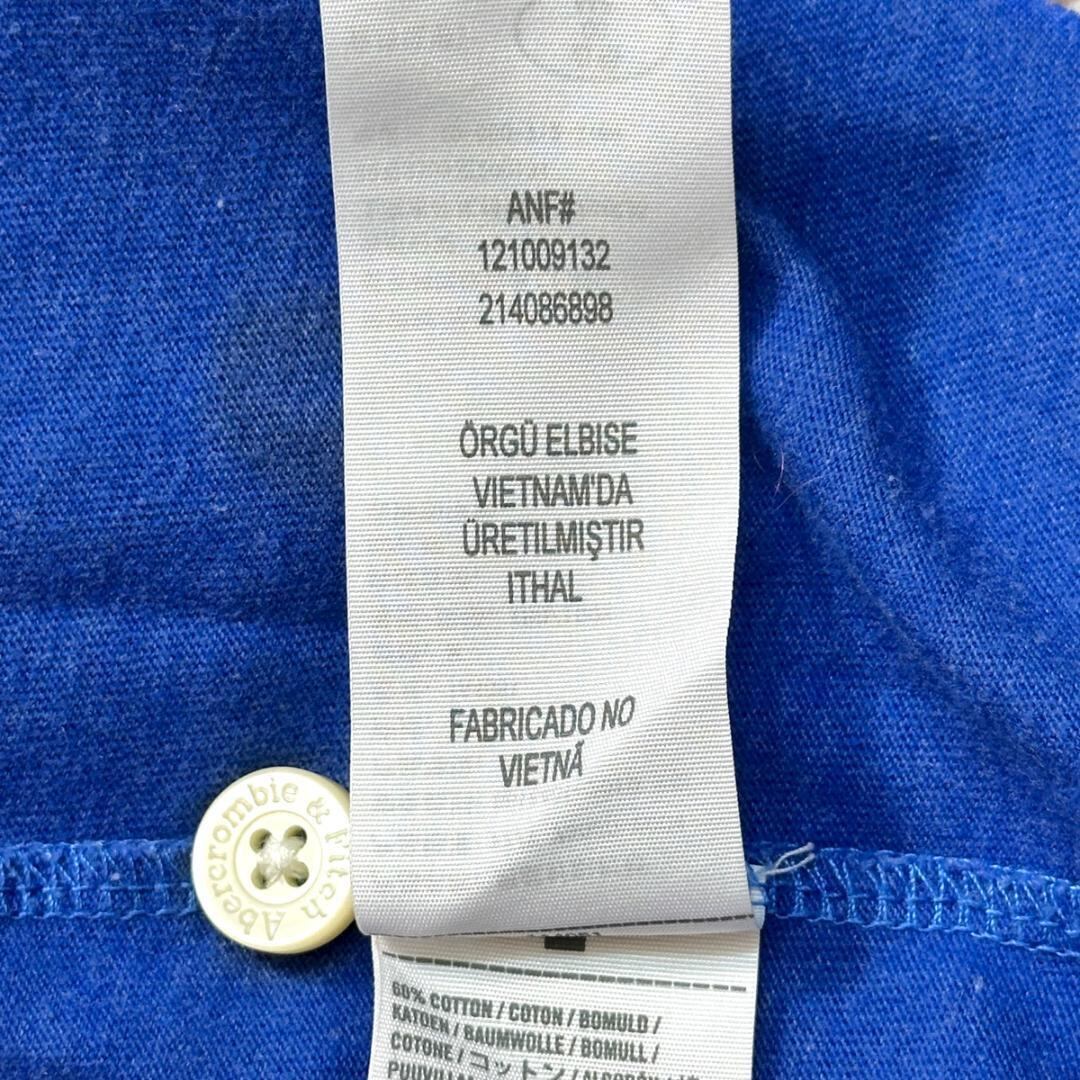 ANF#
121009132
214086898
ÖRGÜ ELBISE
VIETNAM'DA
ÜRETILMIŞTIR
ITHAL
FABRICADO NO
VIETNÃ
Abercrombie & Fitch
60% COTTON / COTON / BOMULD /
KATOEN / BAUMWOLLE / BOMULL /
COTONE / コットン /